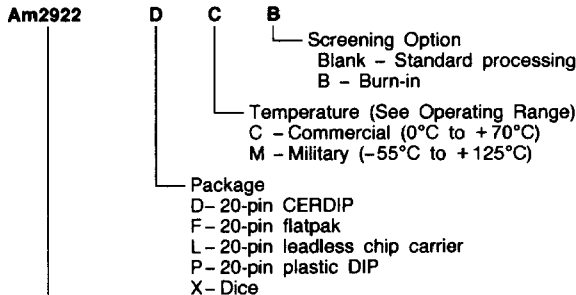 Am2922 D C B
Screening Option
Blank – Standard processing
B – Burn-in
Temperature (See Operating Range)
C – Commercial (0°C to +70°C)
M – Military (–55°C to +125°C)
Package
D– 20-pin CERDIP
F – 20-pin flatpak
L – 20-pin leadless chip carrier
P – 20-pin plastic DIP
X– Dice